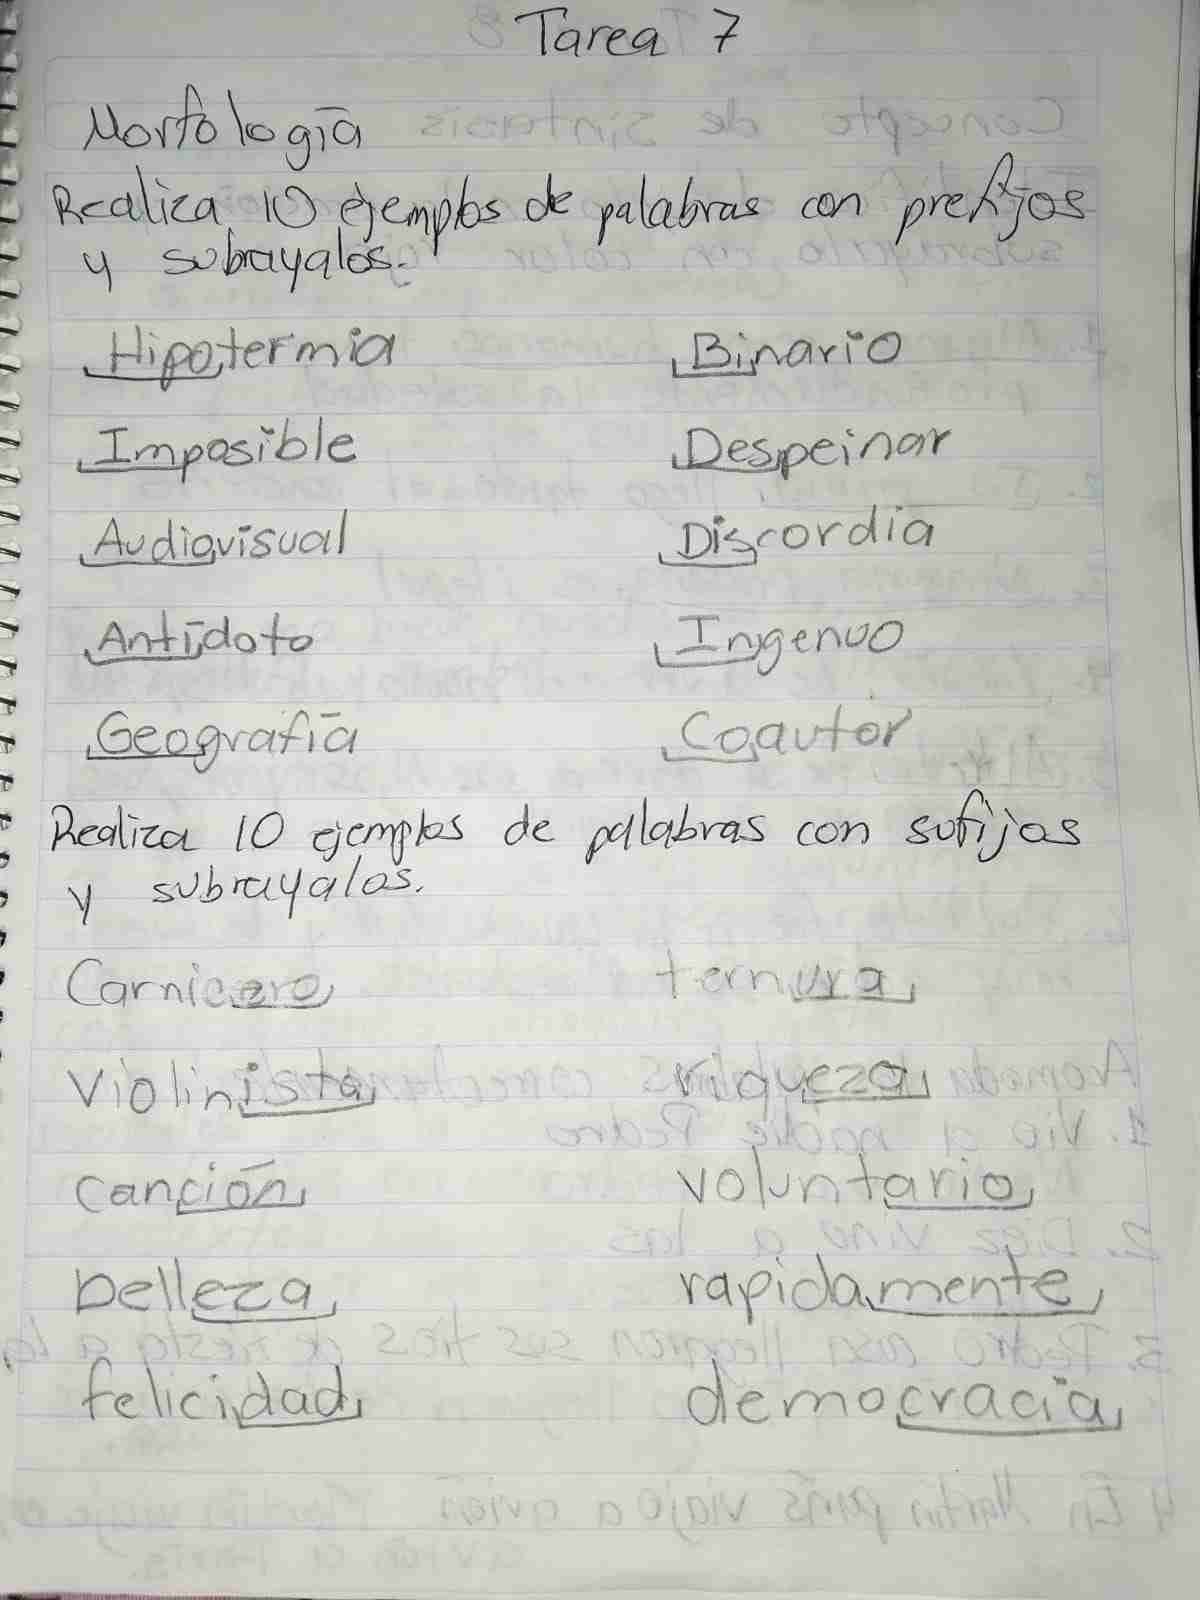 Tarea 7
Morfología
Realiza 10 ejemplos de palabras con prefijos
y subrayalos.
Hipotermia Binario
Imposible Despeinar
Audiovisual Discordia
Antídoto Ingenuo
Geografía Coautor
Realiza 10 ejemplos de palabras con sufijos
y subrayalos.
Carnicero ternura
Violinista riqueza
canción voluntario
belleza rapidamente
felicidad democracia